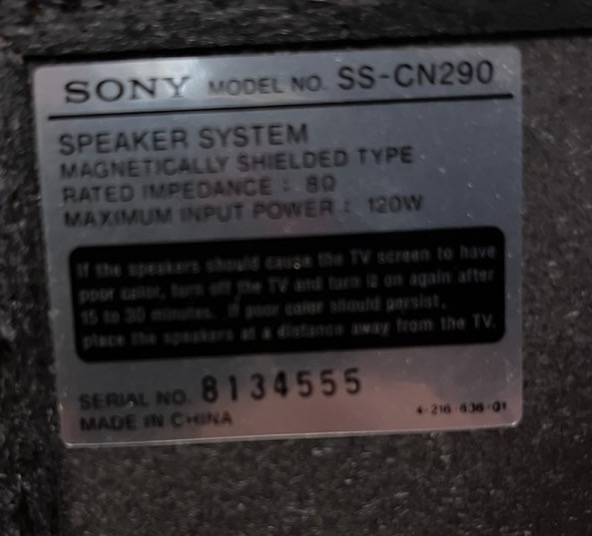 SONY MODEL NO. SS-CN290
SPEAKER SYSTEM
MAGNETICALLY SHIELDED TYPE
RATED IMPEDANCE : 8Ω
MAXIMUM INPUT POWER : 120W
If the speakers should cause the TV screen to have
poor color, turn off the TV and turn it on again after
15 to 30 minutes. If poor color should persist,
place the speakers at a distance away from the TV.
SERIAL NO. 8134555
MADE IN CHINA
4-216-636-01